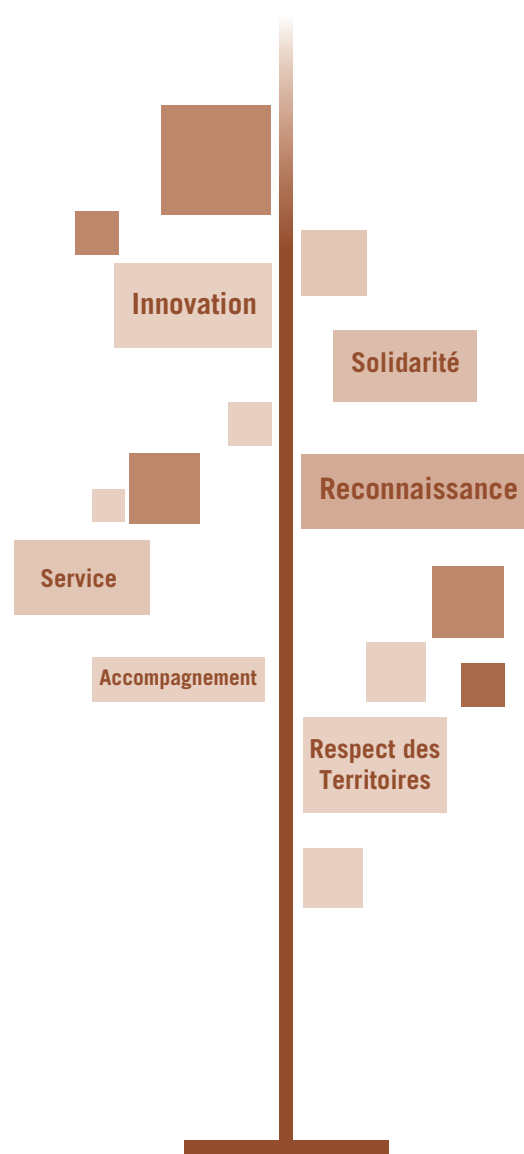 Innovation
Solidarité
Reconnaissance
Service
Accompagnement
Respect des
Territoires